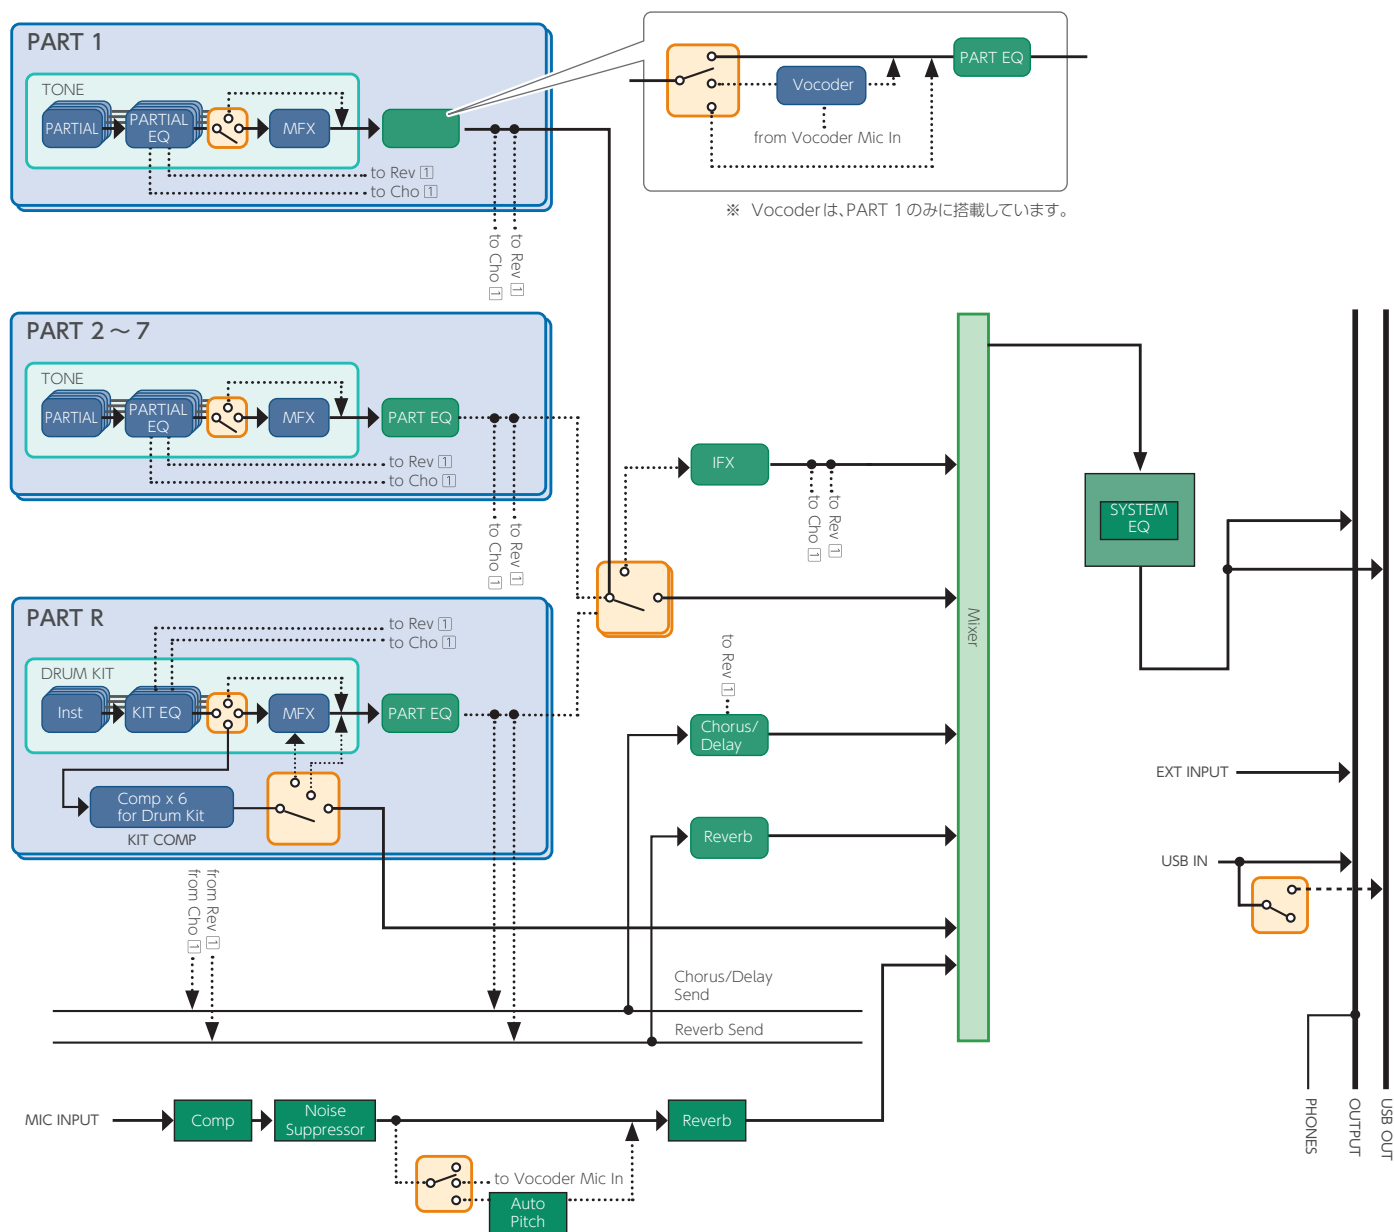 PART 1
TONE
PARTIAL
PARTIAL
EQ
MFX
to Rev 1
to Cho 1
to Cho 1
to Rev 1
Vocoder
PART EQ
from Vocoder Mic In
※ Vocoderは、PART 1のみに搭載しています。
PART 2～7
TONE
PARTIAL
PARTIAL
EQ
MFX
PART EQ
to Rev 1
to Cho 1
to Cho 1
to Rev 1
IFX
to Cho 1
to Rev 1
PART R
to Rev 1
to Cho 1
DRUM KIT
Inst
KIT EQ
MFX
PART EQ
Comp x 6
for Drum Kit
KIT COMP
from Cho 1
from Rev 1
to Rev 1
Chorus/
Delay
Reverb
Mixer
SYSTEM
EQ
EXT INPUT
USB IN
Chorus/Delay
Send
Reverb Send
PHONES
OUTPUT
USB OUT
MIC INPUT
Comp
Noise
Suppressor
Reverb
to Vocoder Mic In
Auto
Pitch